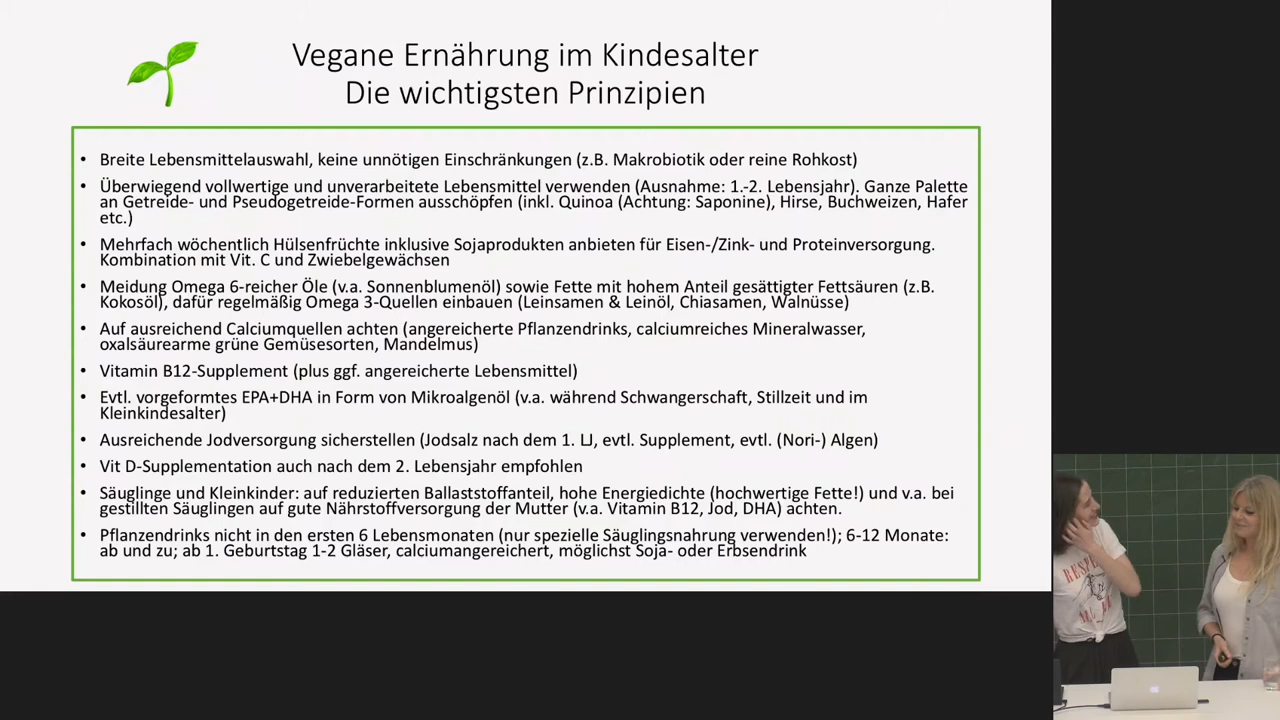 Vegane Ernährung im Kindesalter
Die wichtigsten Prinzipien
• Breite Lebensmittelauswahl, keine unnötigen Einschränkungen (z.B. Makrobiotik oder reine Rohkost)
• Überwiegend vollwertige und unverarbeitete Lebensmittel verwenden (Ausnahme: 1.-2. Lebensjahr). Ganze Palette
an Getreide- und Pseudogetreide-Formen ausschöpfen (inkl. Quinoa (Achtung: Saponine), Hirse, Buchweizen, Hafer
etc.)
• Mehrfach wöchentlich Hülsenfrüchte inklusive Sojaprodukten anbieten für Eisen-/Zink- und Proteinversorgung.
Kombination mit Vit. C und Zwiebelgewächsen
• Meidung Omega 6-reicher Öle (v.a. Sonnenblumenöl) sowie Fette mit hohem Anteil gesättigter Fettsäuren (z.B.
Kokosöl), dafür regelmäßig Omega 3-Quellen einbauen (Leinsamen & Leinöl, Chiasamen, Walnüsse)
• Auf ausreichend Calciumquellen achten (angereicherte Pflanzendrinks, calciumreiches Mineralwasser,
oxalsäurearme grüne Gemüsesorten, Mandelmus)
• Vitamin B12-Supplement (plus ggf. angereicherte Lebensmittel)
• Evtl. vorgeformtes EPA+DHA in Form von Mikroalgenöl (v.a. während Schwangerschaft, Stillzeit und im
Kleinkindesalter)
• Ausreichende Jodversorgung sicherstellen (Jodsalz nach dem 1. LJ, evtl. Supplement, evtl. (Nori-) Algen)
• Vit D-Supplementation auch nach dem 2. Lebensjahr empfohlen
• Säuglinge und Kleinkinder: auf reduzierten Ballaststoffanteil, hohe Energiedichte (hochwertige Fette!) und v.a. bei
gestillten Säuglingen auf gute Nährstoffversorgung der Mutter (v.a. Vitamin B12, Jod, DHA) achten.
• Pflanzendrinks nicht in den ersten 6 Lebensmonaten (nur spezielle Säuglingsnahrung verwenden!); 6-12 Monate:
ab und zu; ab 1. Geburtstag 1-2 Gläser, calciumangereichert, möglichst Soja- oder Erbsendrink